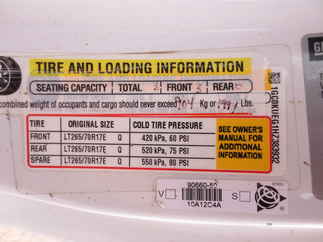 TIRE AND LOADING INFORMATION
SEATING CAPACITY TOTAL FRONT REAR
combined weight of occupants and cargo should never exceed Kg or Lbs.
TIRE ORIGINAL SIZE COLD TIRE PRESSURE
FRONT LT265/70R17E Q 420 kPa, 60 PSI
REAR LT265/70R17E Q 520 kPa, 75 PSI
SPARE LT265/70R17E Q 550 kPa, 80 PSI
SEE OWNER'S
MANUAL FOR
ADDITIONAL
INFORMATION
V S
10A12C4A